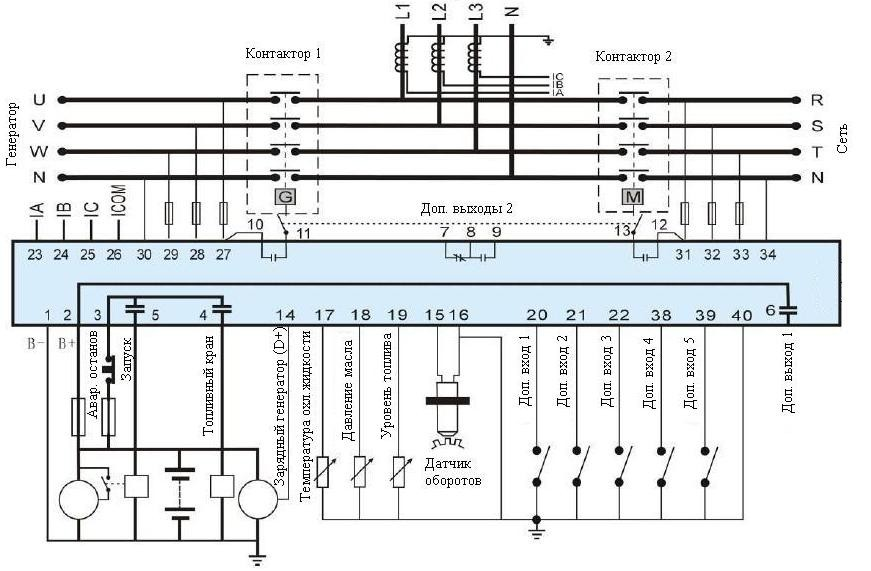 L1 L2 L3 N
Контактор 1
Контактор 2
IC
IB
IA
Генератор
U
V
W
N
R
S
T
N
Сеть
G
M
Доп. выходы 2
IA IB IC ICOM
10 11 7 8 9 13 12
23 24 25 26 30 29 28 27 31 32 33 34
1 2 3 5 4 14 17 18 19 15 16 20 21 22 38 39 40 6
B-
B+
Авар. останов
Запуск
Топливный кран
Зарядный генератор (D+)
Температура охл. жидкости
Давление масла
Уровень топлива
Датчик
оборотов
Доп. вход 1
Доп. вход 2
Доп. вход 3
Доп. вход 4
Доп. вход 5
Доп. выход 1